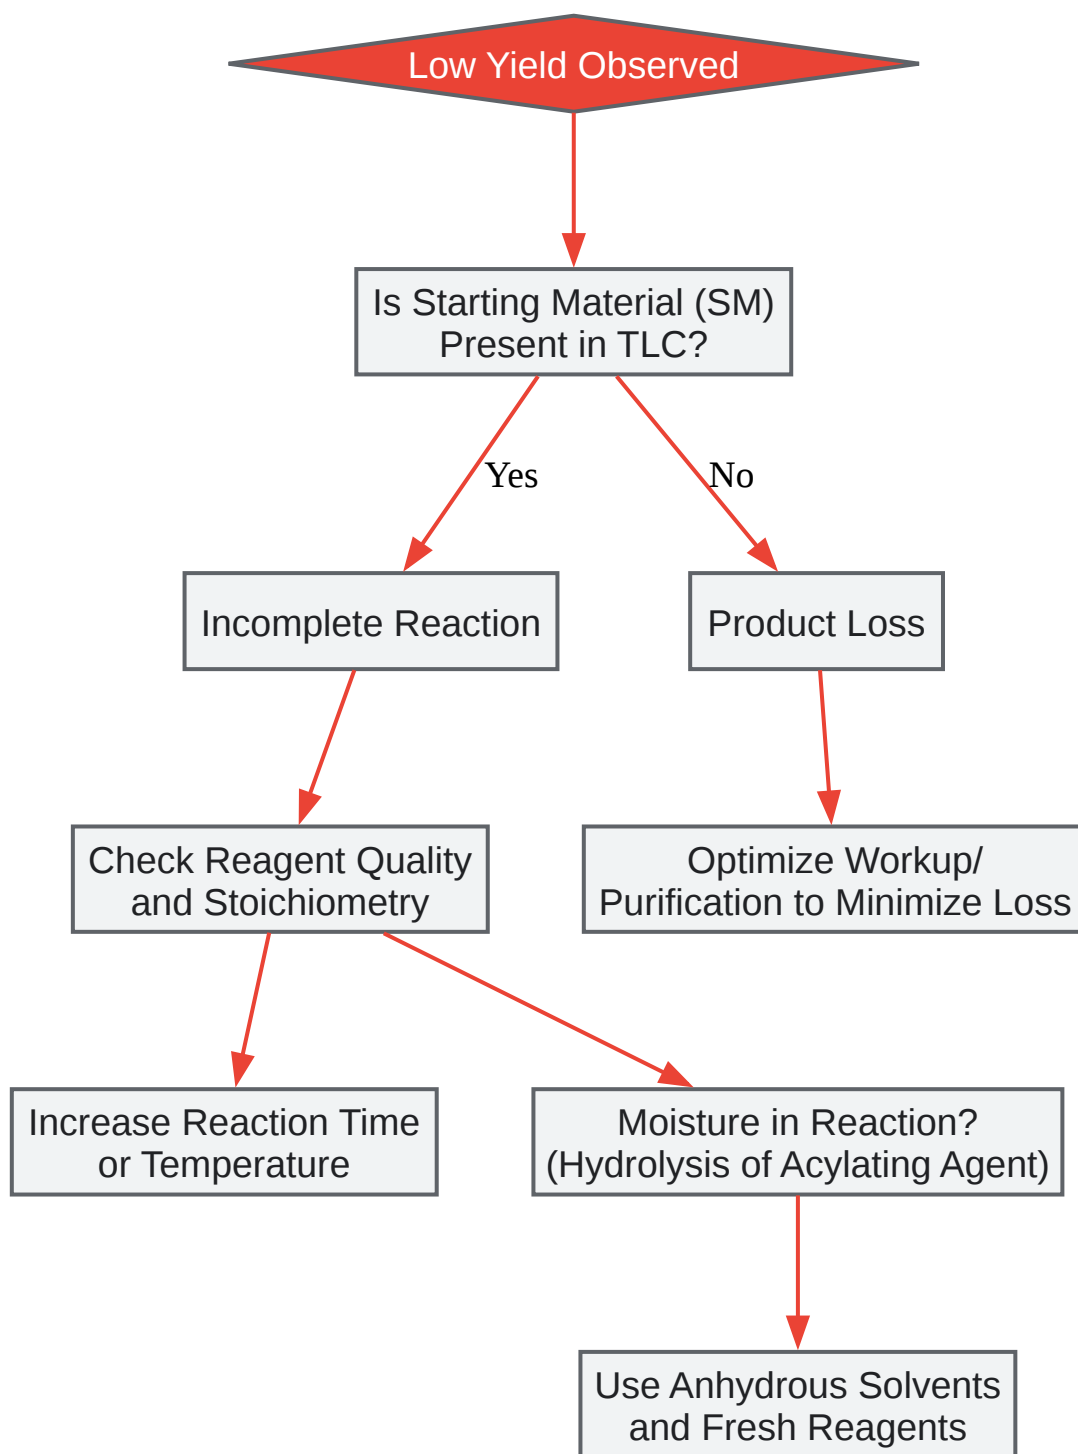 Low Yield Observed
Is Starting Material (SM)
Present in TLC?
Yes
No
Incomplete Reaction
Product Loss
Check Reagent Quality
and Stoichiometry
Optimize Workup/
Purification to Minimize Loss
Increase Reaction Time
or Temperature
Moisture in Reaction?
(Hydrolysis of Acylating Agent)
Use Anhydrous Solvents
and Fresh Reagents